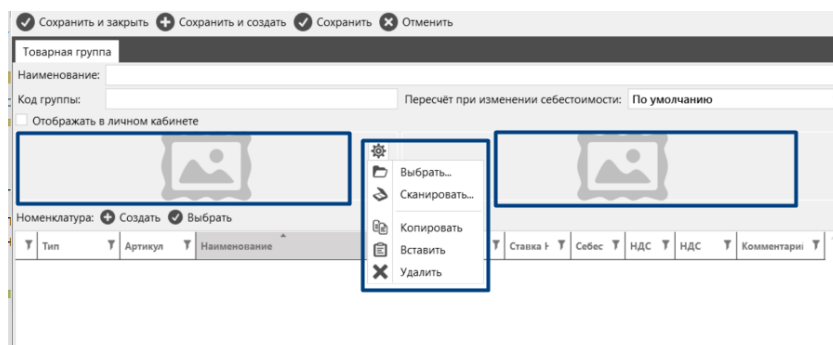 Сохранить и закрыть Сохранить и создать Сохранить Отменить
Товарная группа
Наименование:
Код группы: Пересчёт при изменении себестоимости: По умолчанию
Отображать в личном кабинете
Выбрать...
Сканировать...
Копировать
Вставить
Удалить
Номенклатура: Создать Выбрать
Тип Артикул Наименование Ставка Себес НДС НДС Комментари